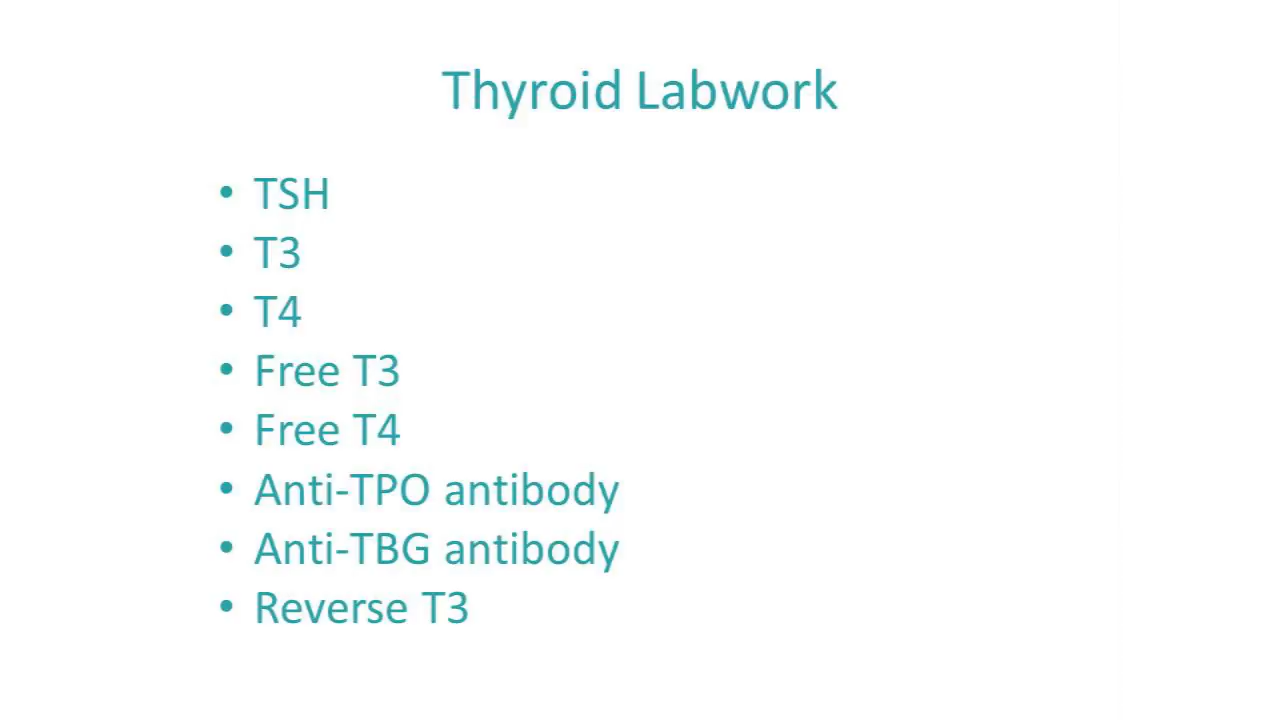 Thyroid Labwork
• TSH
• T3
• T4
• Free T3
• Free T4
• Anti-TPO antibody
• Anti-TBG antibody
• Reverse T3